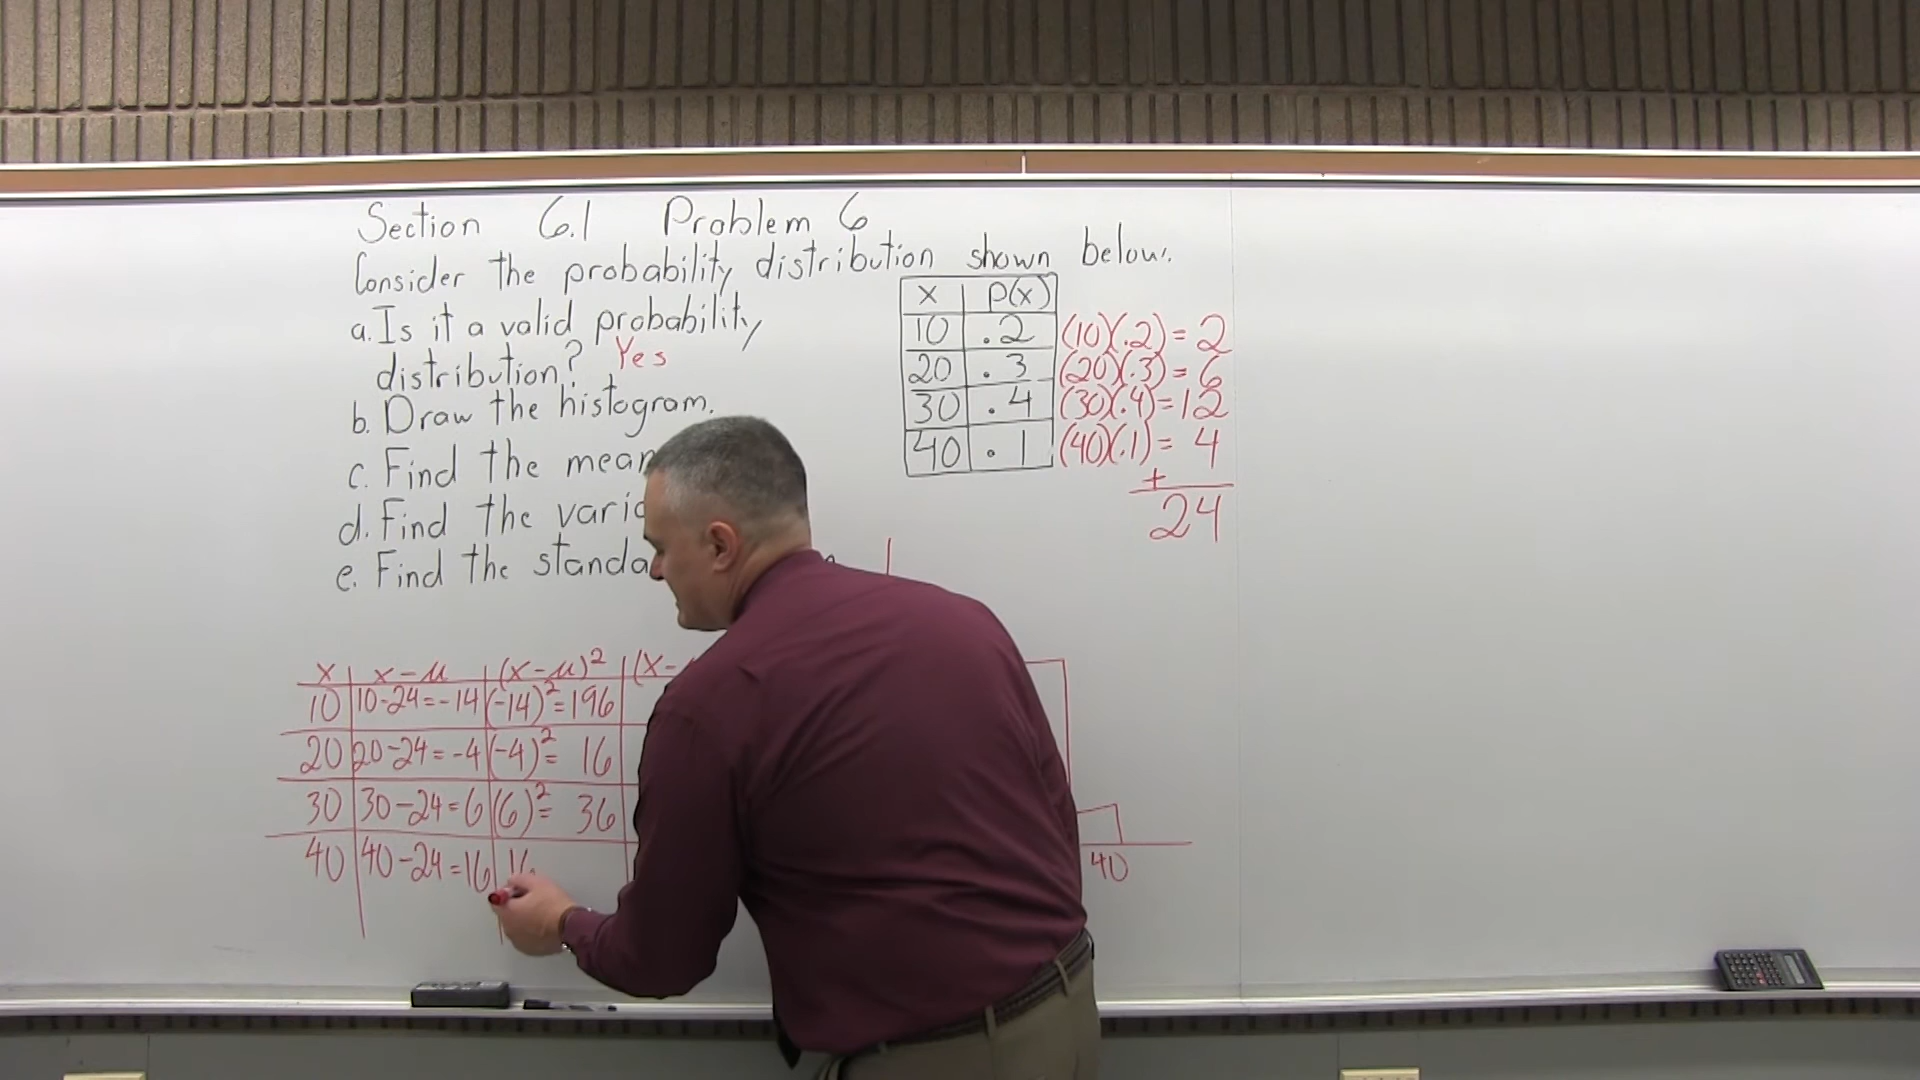 Section 6.1 Problem 6
Consider the probability distribution shown below.
a. Is it a valid probability
distribution? Yes
b. Draw the histogram.
c. Find the mean
d. Find the
e. Find the
x P(x)
10 .2 (10)(.2) = 2
20 .3 (20)(.3) = 6
30 .4 (30)(.4) = 12
40 .1 (40)(.1) = 4
+
24
x x-μ (x-μ)² (x-
10 10-24=-14 (-14)²=196
20 20-24=-4 (-4)²= 16
30 30-24=6 (6)²= 36
40 40-24=16 16
40